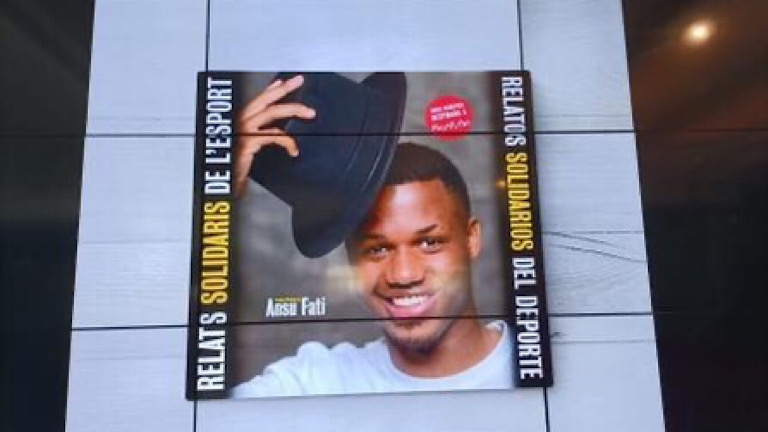 RELATS SOLIDARIS DE L'ESPORT
RELATOS SOLIDARIOS DEL DEPORTE
Ansu Fati